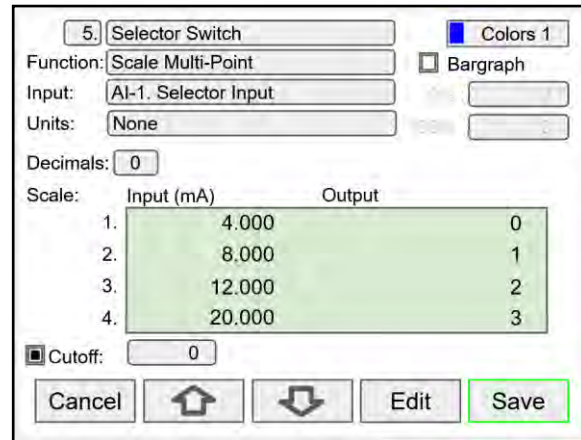 5. Selector Switch Colors 1
Function: Scale Multi-Point Bargraph
Input: AI-1. Selector Input
Units: None
Decimals: 0
Scale: Input (mA) Output
1. 4.000 0
2. 8.000 1
3. 12.000 2
4. 20.000 3
Cutoff: 0
Cancel Edit Save